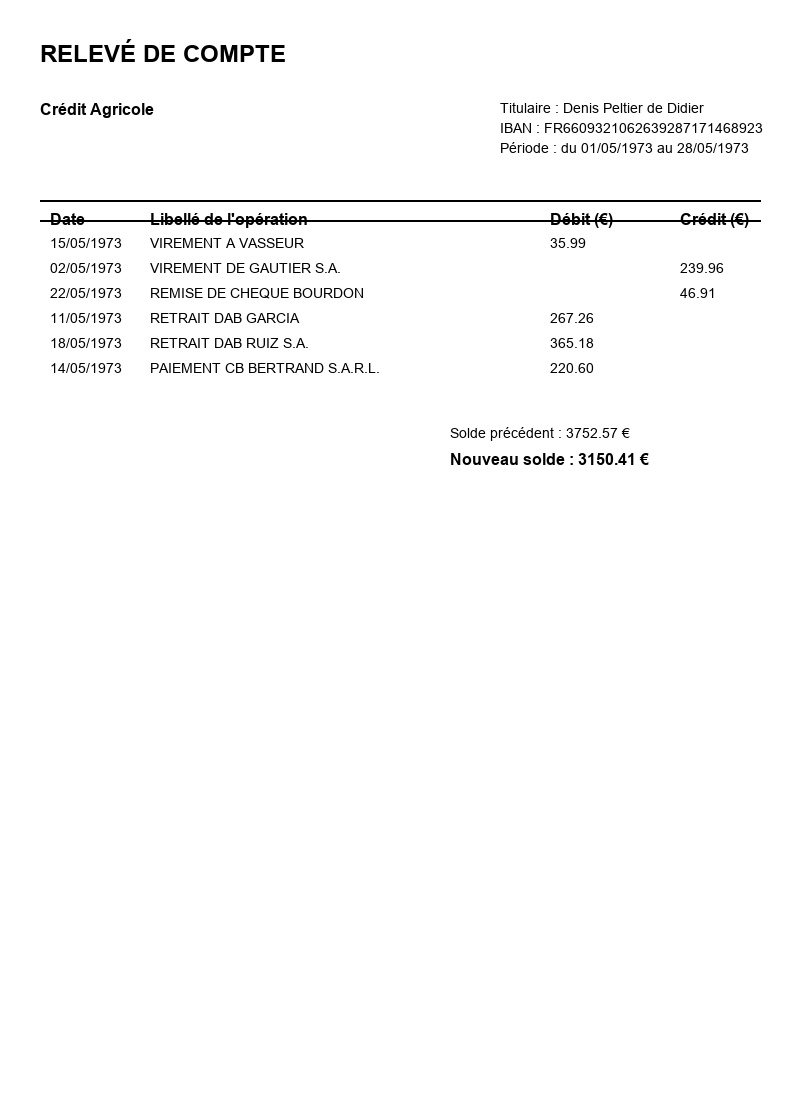 RELEVÉ DE COMPTE
Crédit Agricole
Titulaire : Denis Peltier de Didier
IBAN : FR6609321062639287171468923
Période : du 01/05/1973 au 28/05/1973
Date Libellé de l'opération Débit (€) Crédit (€)
15/05/1973 VIREMENT A VASSEUR 35.99
02/05/1973 VIREMENT DE GAUTIER S.A. 239.96
22/05/1973 REMISE DE CHEQUE BOURDON 46.91
11/05/1973 RETRAIT DAB GARCIA 267.26
18/05/1973 RETRAIT DAB RUIZ S.A. 365.18
14/05/1973 PAIEMENT CB BERTRAND S.A.R.L. 220.60
Solde précédent : 3752.57 €
Nouveau solde : 3150.41 €